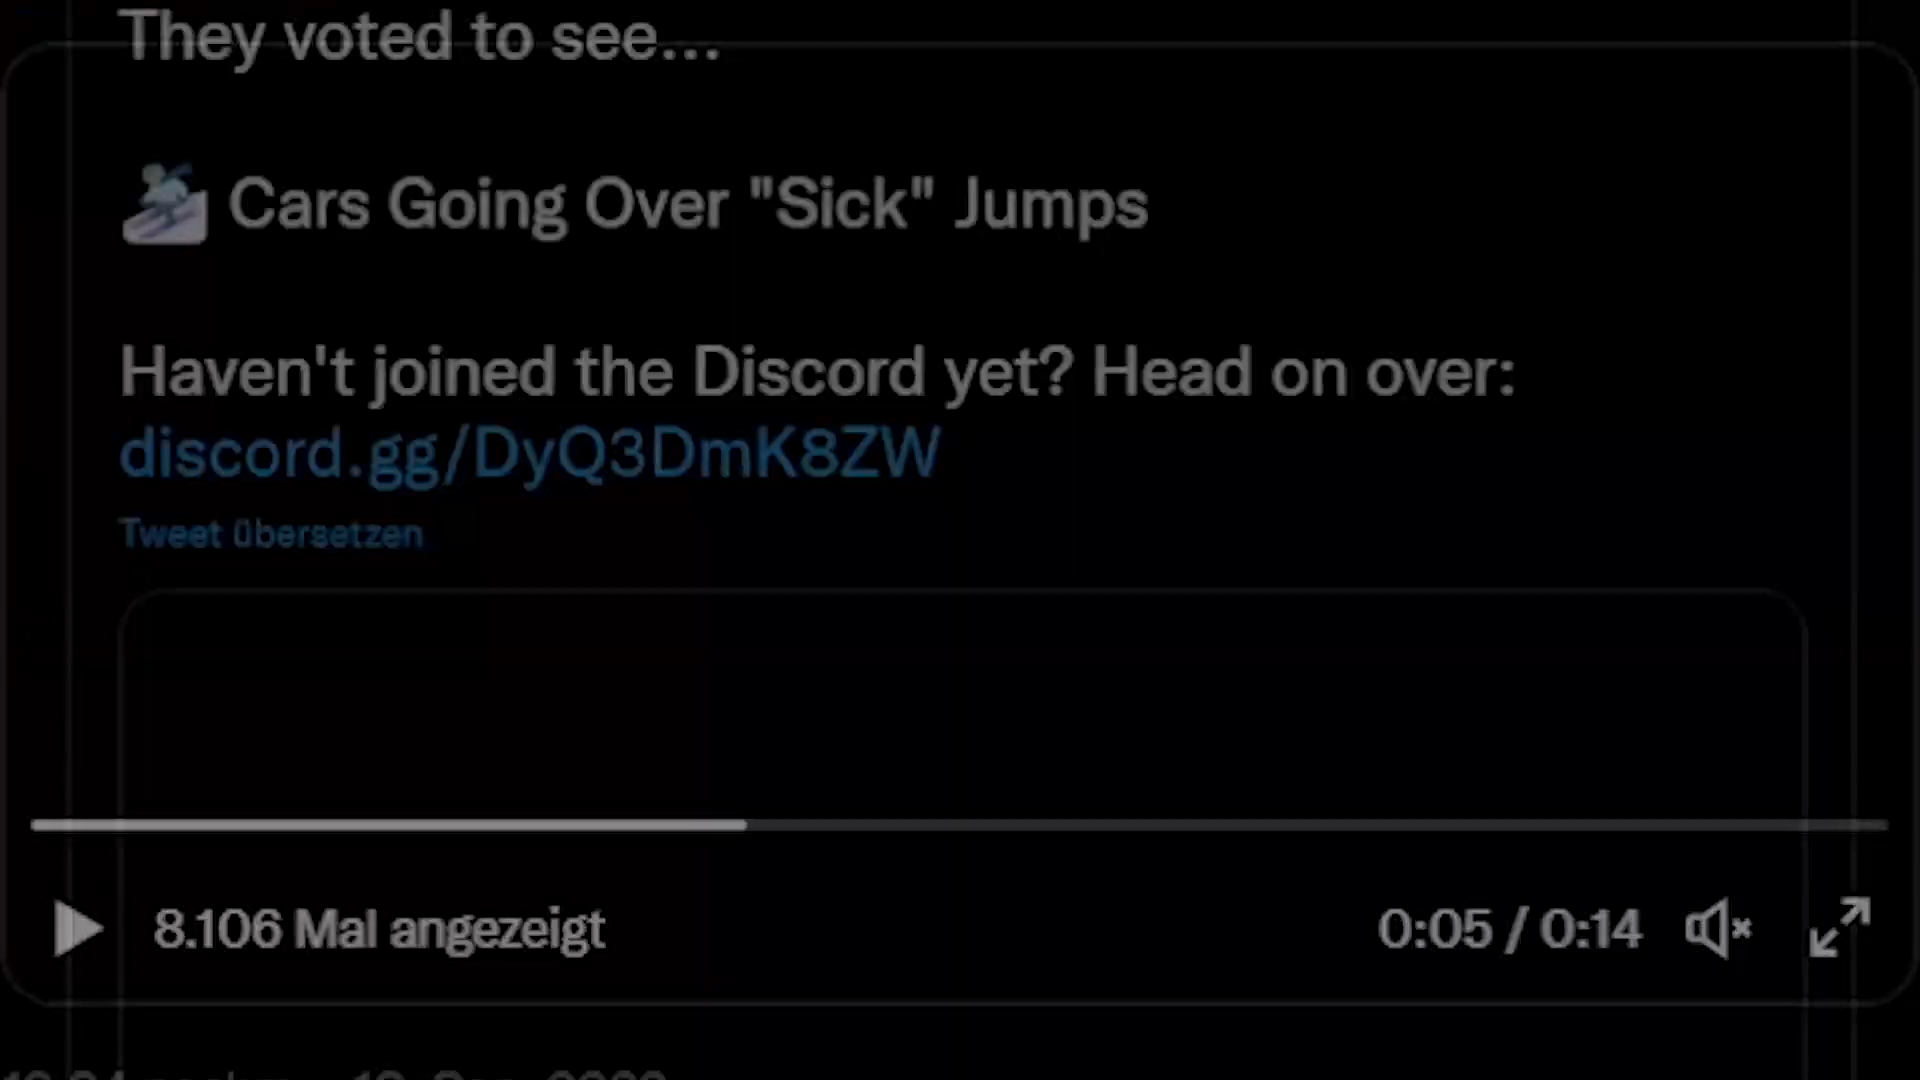 They voted to see...
Cars Going Over "Sick" Jumps
Haven't joined the Discord yet? Head on over:
discord.gg/DyQ3DmK8ZW
Tweet übersetzen
8.106 Mal angezeigt
0:05 / 0:14